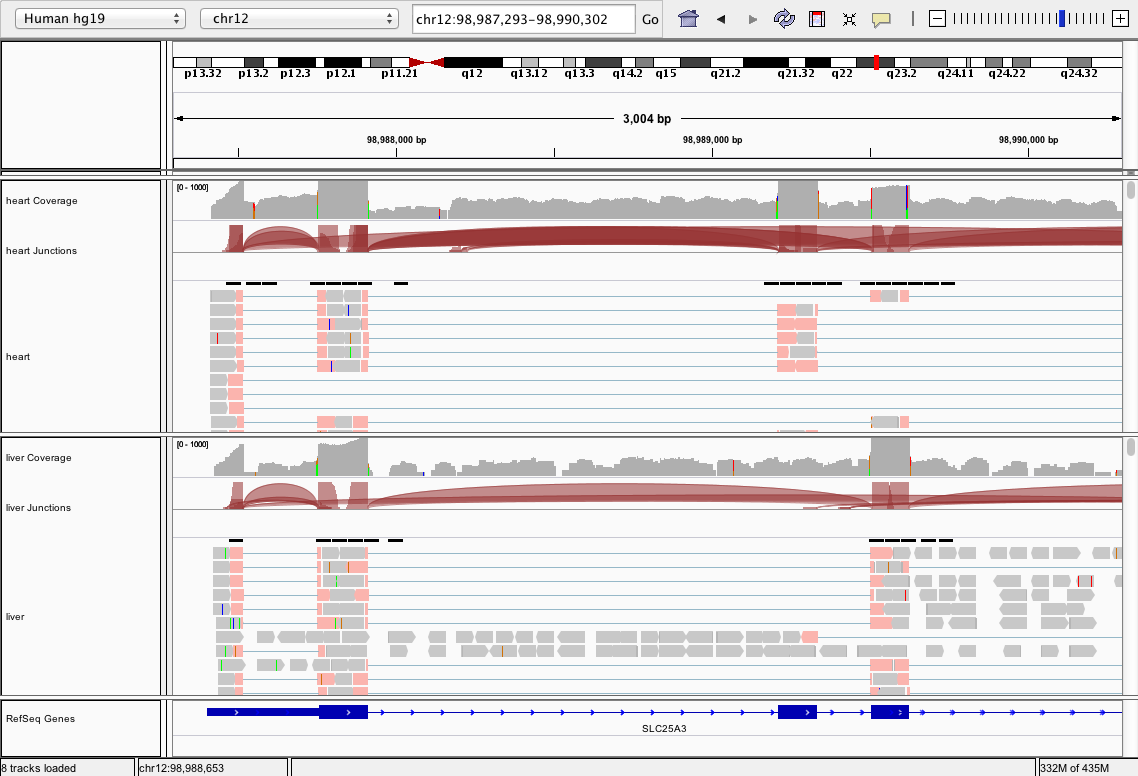 Human hg19 chr12 chr12:98,987,293-98,990,302 Go
p13.32 p13.2 p12.3 p12.1 p11.21 q12 q13.12 q13.3 q14.2 q15 q21.2 q21.32 q22 q23.2 q24.11 q24.22 q24.32
3,004 bp
98,988,000 bp 98,989,000 bp 98,990,000 bp
[0 - 1000]
heart Coverage
heart Junctions
heart
[0 - 1000]
liver Coverage
liver Junctions
liver
RefSeq Genes
SLC25A3
8 tracks loaded chr12:98,988,653 332M of 435M